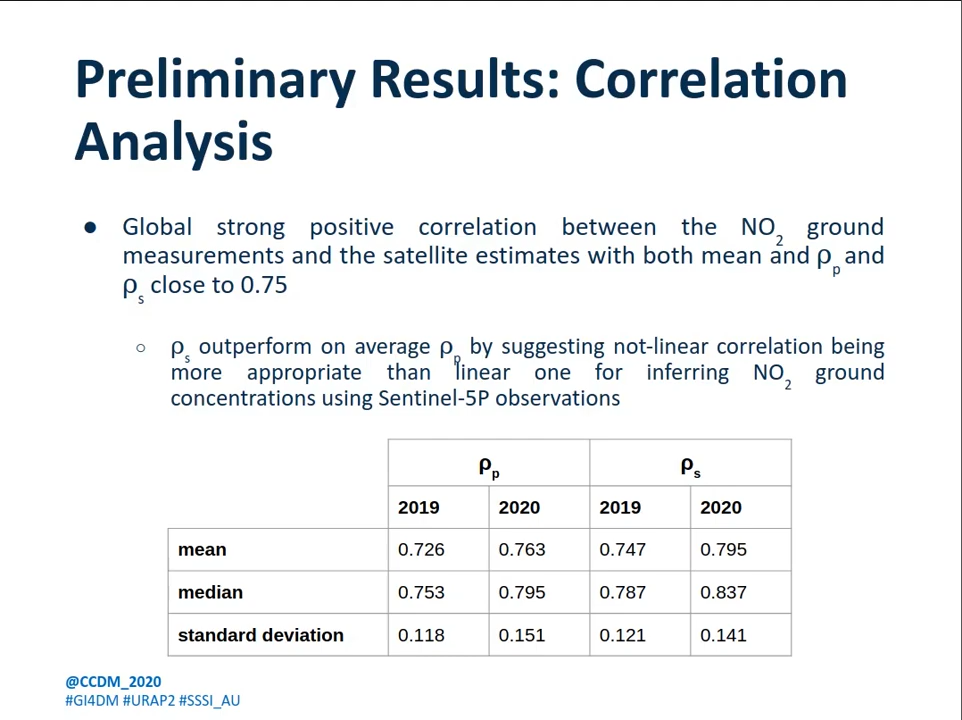 Preliminary Results: Correlation
Analysis
● Global strong positive correlation between the NO2 ground
measurements and the satellite estimates with both mean and ρp and
ρs close to 0.75
○ ρs outperform on average ρp by suggesting not-linear correlation being
more appropriate than linear one for inferring NO2 ground
concentrations using Sentinel-5P observations
ρp ρs
2019 2020 2019 2020
mean 0.726 0.763 0.747 0.795
median 0.753 0.795 0.787 0.837
standard deviation 0.118 0.151 0.121 0.141
@CCDM_2020
#GI4DM #URAP2 #SSSI_AU